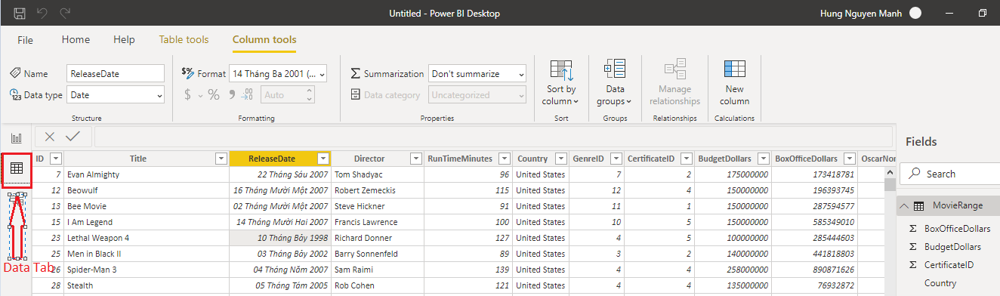 Untitled - Power BI Desktop
Hung Nguyen Manh
File Home Help Table tools Column tools
Name ReleaseDate
Data type Date
Structure
$% Format 14 Tháng Ba 2001 (...
$ % 9 .00 →.0 Auto
Formatting
Σ Summarization Don't summarize
Data category Uncategorized
Properties
Sort by column
Sort
Data groups
Groups
Manage relationships
Relationships
New column
Calculations
ID Title ReleaseDate Director RunTimeMinutes Country GenreID CertificateID BudgetDollars BoxOfficeDollars OscarNom
7 Evan Almighty 22 Tháng Sáu 2007 Tom Shadyac 96 United States 7 2 175000000 173418781
12 Beowulf 16 Tháng Mười Một 2007 Robert Zemeckis 115 United States 12 4 150000000 196393745
13 Bee Movie 02 Tháng Mười Một 2007 Steve Hickner 91 United States 11 1 150000000 287594577
15 I Am Legend 14 Tháng Mười Hai 2007 Francis Lawrence 100 United States 10 5 150000000 585349010
23 Lethal Weapon 4 10 Tháng Bảy 1998 Richard Donner 127 United States 4 5 100000000 285444603
25 Men in Black II 03 Tháng Bảy 2002 Barry Sonnenfeld 89 United States 3 2 140000000 441818803
26 Spider-Man 3 04 Tháng Năm 2007 Sam Raimi 139 United States 4 4 258000000 890871626
28 Stealth 05 Tháng Tám 2005 Rob Cohen 121 United States 4 4 135000000 76932872
Data Tab
Fields
Search
MovieRange
Σ BoxOfficeDollars
Σ BudgetDollars
Σ CertificateID
Country